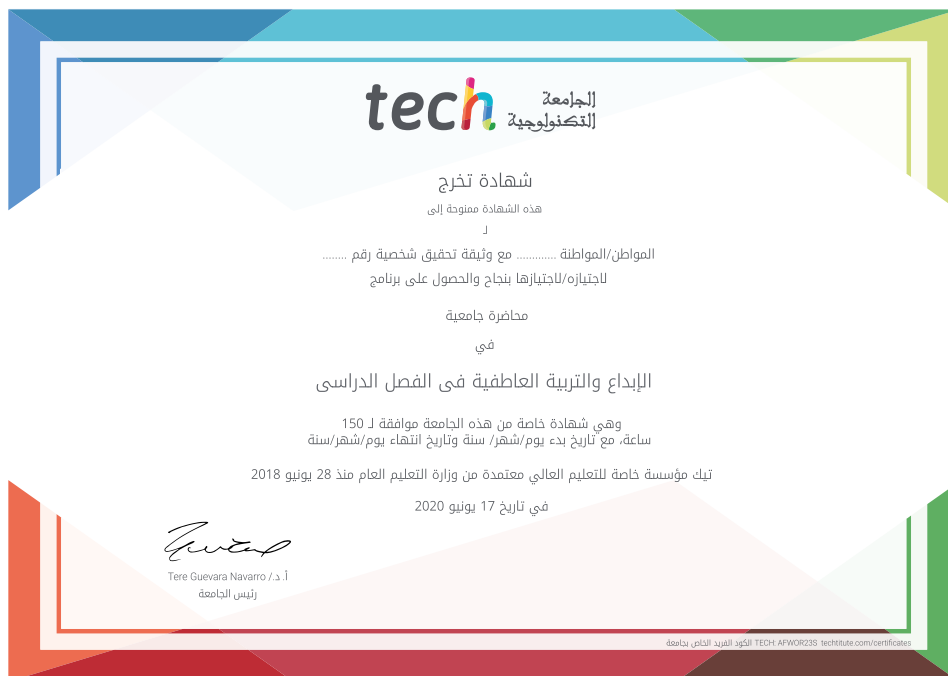 tech الجامعة
التكنولوجية
شهادة تخرج
هذه الشهادة ممنوحة إلى
لـ
المواطن/المواطنة ............. مع وثيقة تحقيق شخصية رقم ........
لاجتيازه/لاجتيازها بنجاح والحصول على برنامج
محاضرة جامعية
في
الإبداع والتربية العاطفية في الفصل الدراسي
وهي شهادة خاصة من هذه الجامعة موافقة لـ 150
ساعة، مع تاريخ بدء يوم/شهر/ سنة وتاريخ انتهاء يوم/شهر/سنة
تيك مؤسسة خاصة للتعليم العالي معتمدة من وزارة التعليم العام منذ 28 يونيو 2018
في تاريخ 17 يونيو 2020
أ. د./ Tere Guevara Navarro
رئيس الجامعة
الكود الفريد الخاص بجامعة TECH: AFWOR23S techtitute.com/certificates